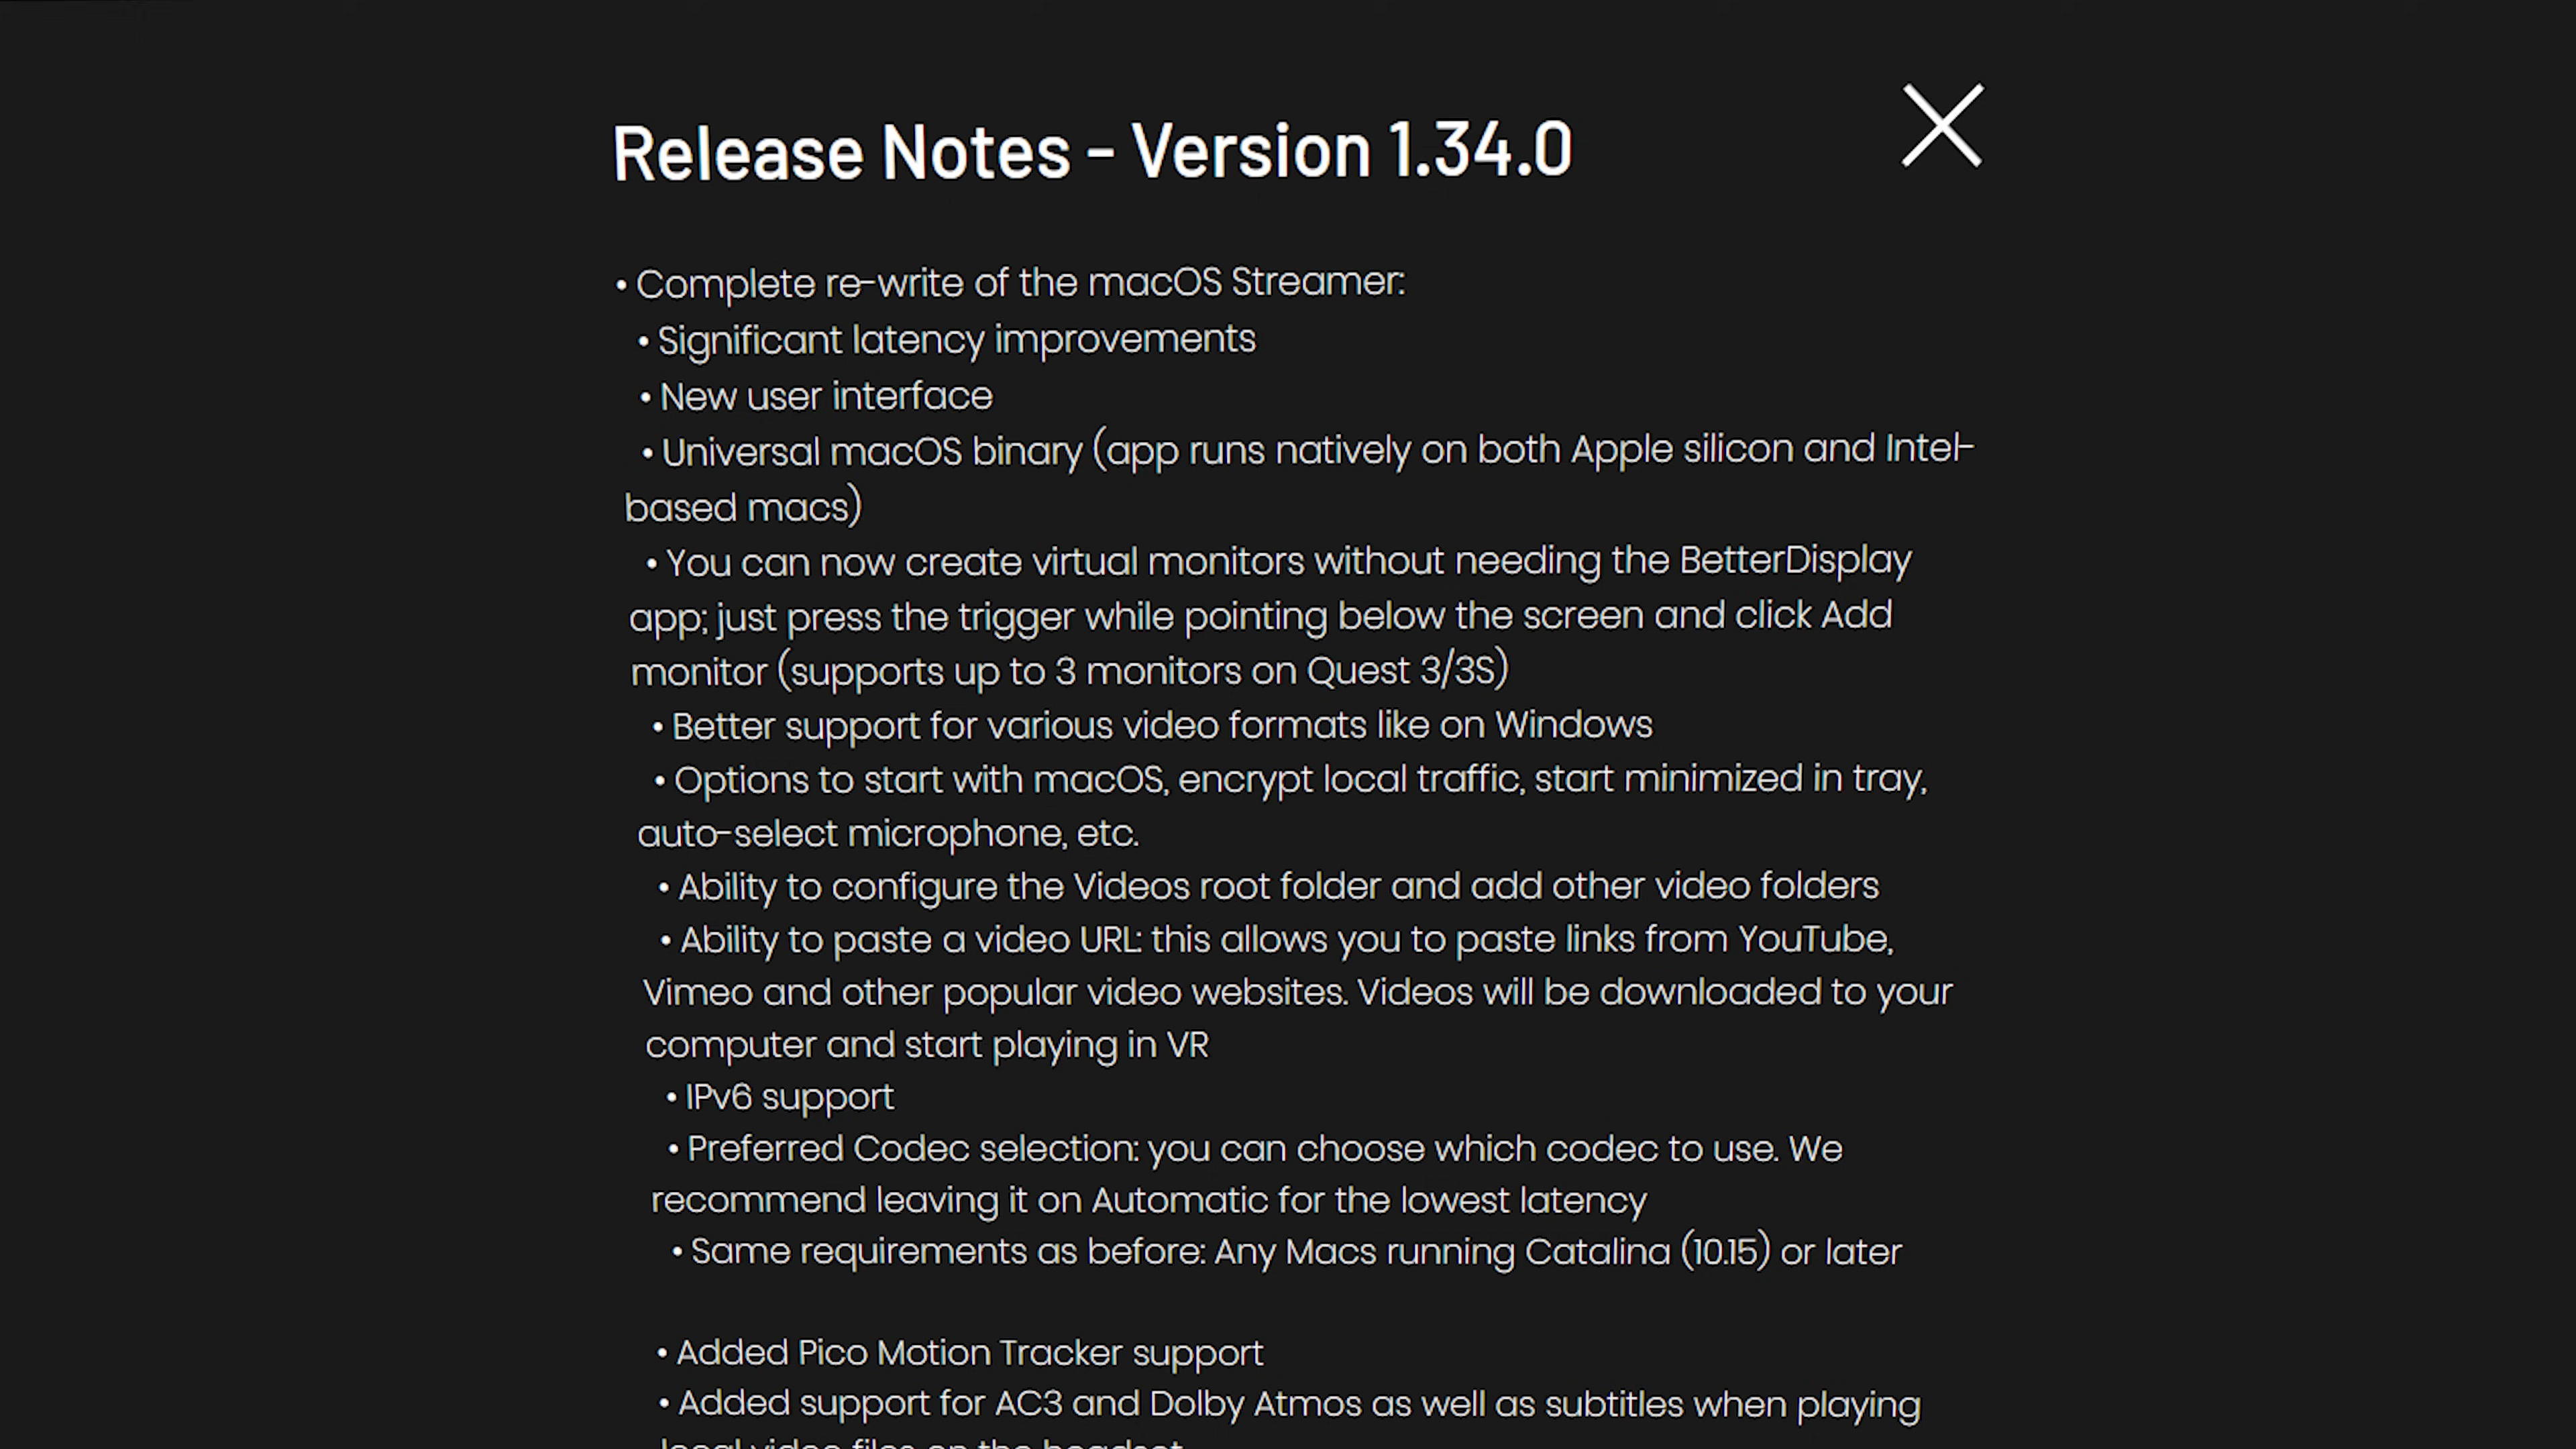 Release Notes - Version 1.34.0
• Complete re-write of the macOS Streamer:
• Significant latency improvements
• New user interface
• Universal macOS binary (app runs natively on both Apple silicon and Intel-
based macs)
• You can now create virtual monitors without needing the BetterDisplay
app; just press the trigger while pointing below the screen and click Add
monitor (supports up to 3 monitors on Quest 3/3S)
• Better support for various video formats like on Windows
• Options to start with macOS, encrypt local traffic, start minimized in tray,
auto-select microphone, etc.
• Ability to configure the Videos root folder and add other video folders
• Ability to paste a video URL: this allows you to paste links from YouTube,
Vimeo and other popular video websites. Videos will be downloaded to your
computer and start playing in VR
• IPv6 support
• Preferred Codec selection: you can choose which codec to use. We
recommend leaving it on Automatic for the lowest latency
• Same requirements as before: Any Macs running Catalina (10.15) or later
• Added Pico Motion Tracker support
• Added support for AC3 and Dolby Atmos as well as subtitles when playing
local video files on the headset